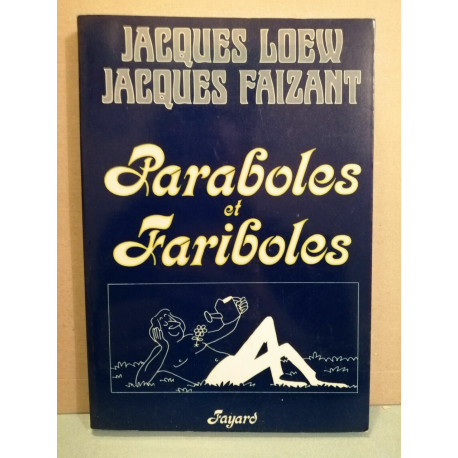 JACQUES LOEW
JACQUES FAIZANT
Paraboles
et
Fariboles
Fayard